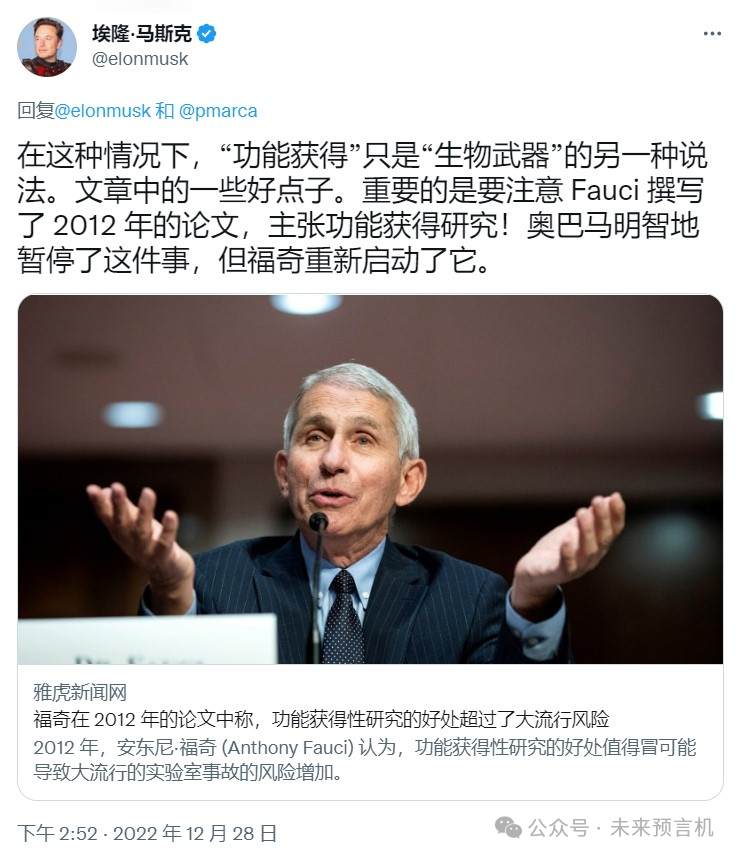 埃隆·马斯克
@elonmusk
回复@elonmusk 和 @pmarca
在这种情况下，“功能获得”只是“生物武器”的另一种说
法。文章中的一些好点子。重要的是要注意 Fauci 撰写
了 2012 年的论文，主张功能获得研究！奥巴马明智地
暂停了这件事，但福奇重新启动了它。
雅虎新闻网
福奇在 2012 年的论文中称，功能获得性研究的好处超过了大流行风险
2012 年，安东尼·福奇 (Anthony Fauci) 认为，功能获得性研究的好处值得冒可能
导致大流行的实验室事故的风险增加。
下午 2:52 · 2022 年 12 月 28 日
公众号 · 未来预言机